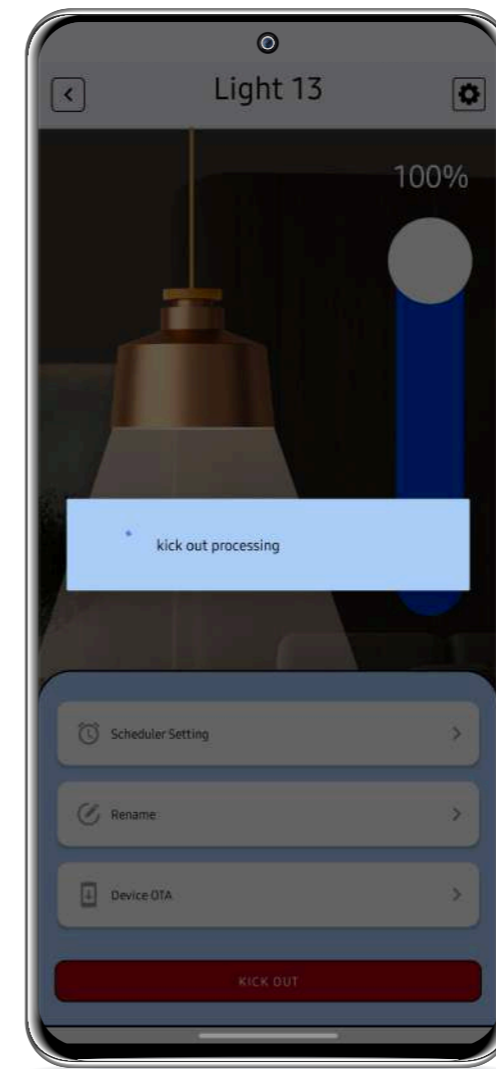 Light 13
100%
kick out processing
Scheduler Setting
Rename
Device OTA
KICK OUT